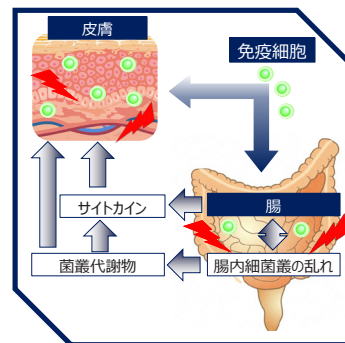 皮膚
免疫細胞
サイトカイン
腸
菌叢代謝物
腸内細菌叢の乱れ